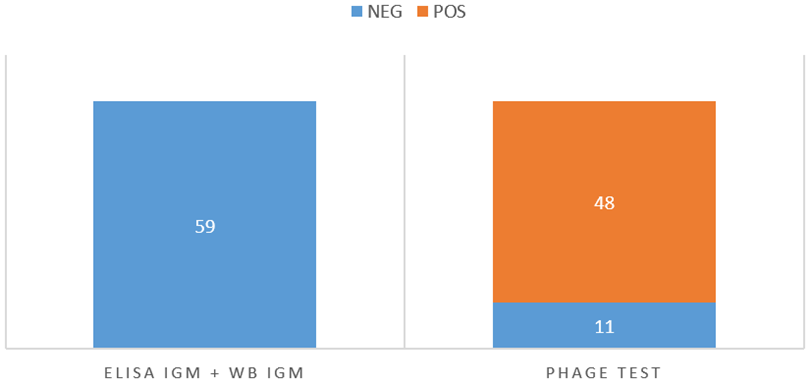 NEG POS
59
48
11
ELISA IGM + WB IGM
PHAGE TEST